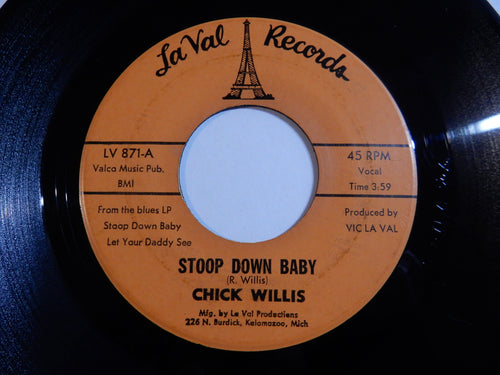 La Val Records
LV 871-A
Valco Music Pub.
BMI
45 RPM
Vocal
Time 3:59
From the blues LP
Stoop Down Baby
Let Your Daddy See
Produced by
VIC LA VAL
STOOP DOWN BABY
(R. Willis)
CHICK WILLIS
Mfg. by La Val Productions
226 N. Burdick, Kalamazoo, Mich